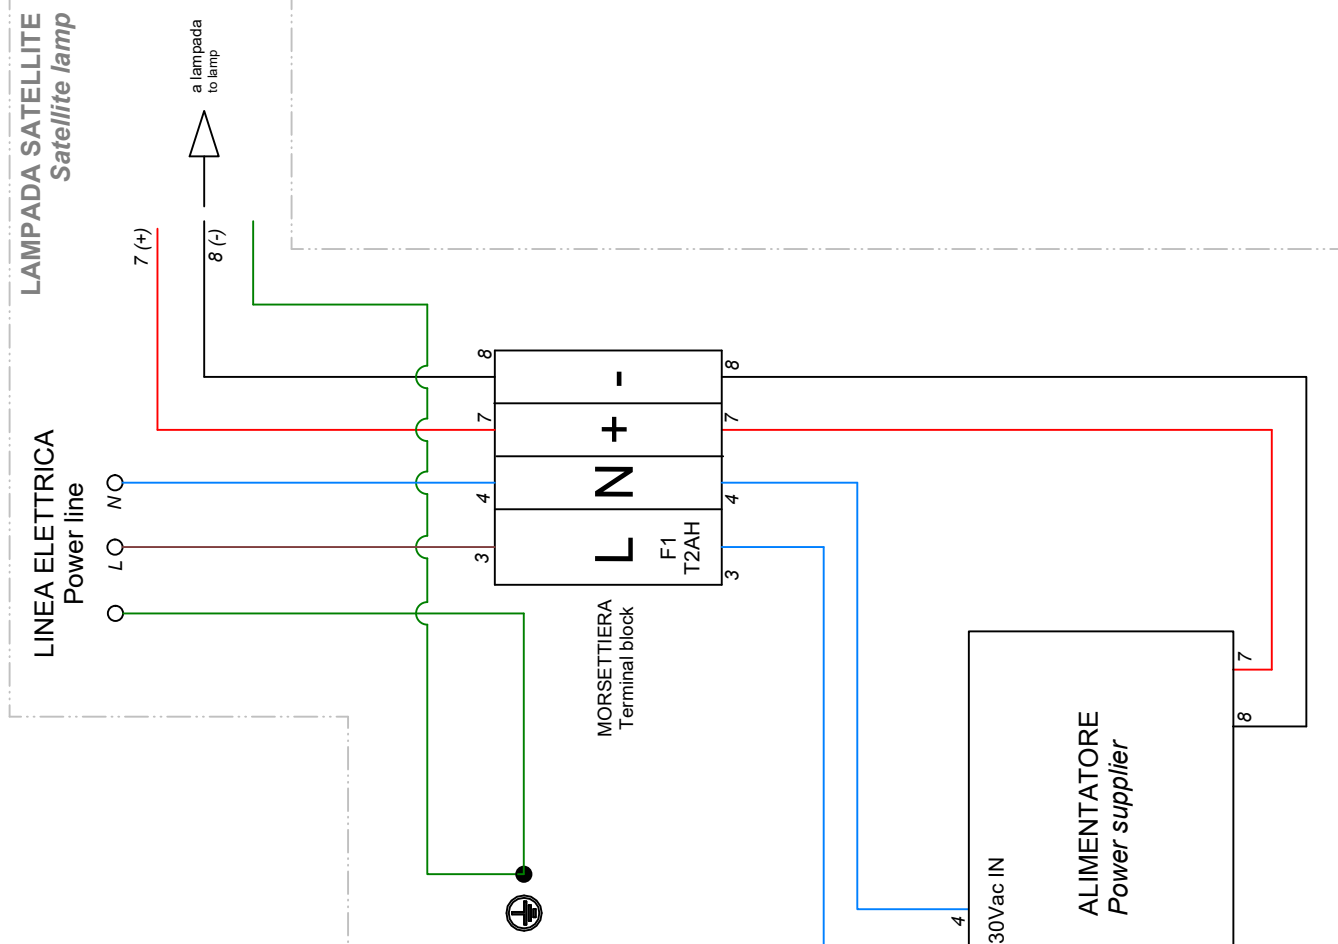 LAMPADA SATELLITE
Satellite lamp
a lampada
to lamp
7 (+)
8 (-)
LINEA ELETTRICA
Power line
N
L
8
7
4
3
-
+
N
L
F1
T2AH
8
7
4
3
MORSETTIERA
Terminal block
ALIMENTATORE
Power supplier
7
8
4
30Vac IN